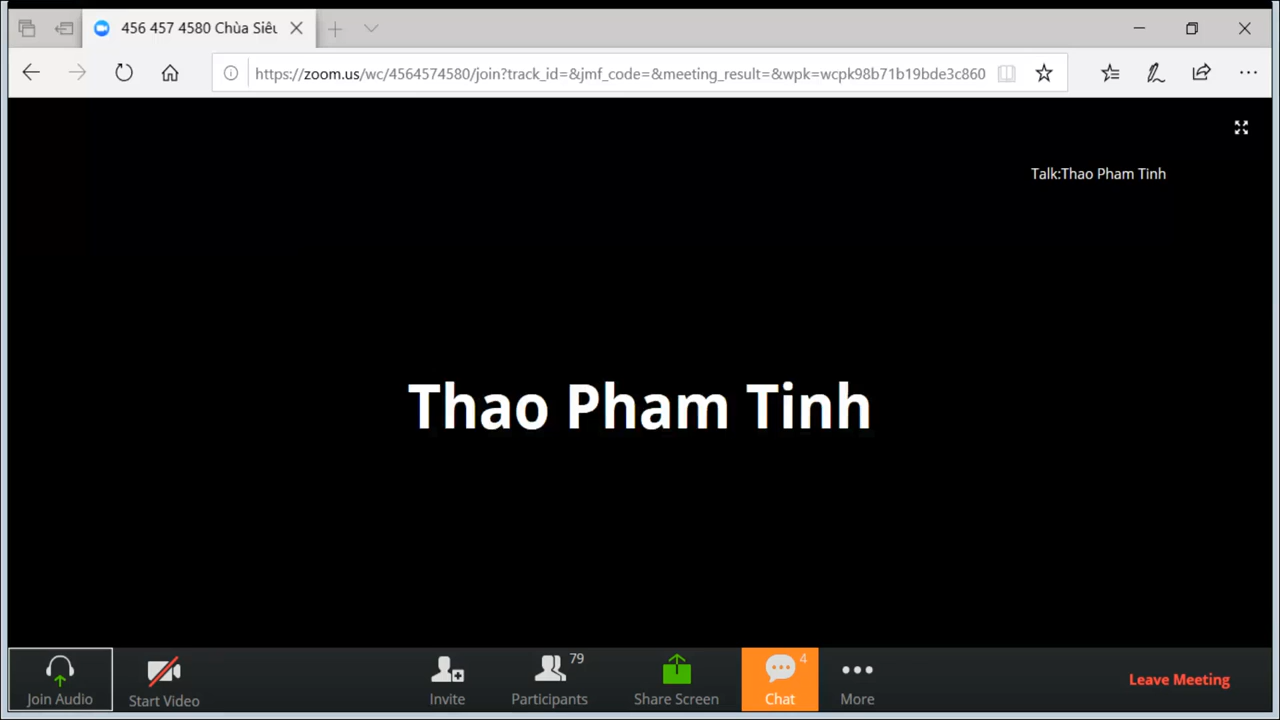 456 457 4580 Chùa Siêu
https://zoom.us/wc/4564574580/join?track_id=&jmf_code=&meeting_result=&wpk=wcpk98b71b19bde3c860
Talk:Thao Pham Tinh
Thao Pham Tinh
Join Audio
Start Video
Invite
79
Participants
Share Screen
4
Chat
More
Leave Meeting